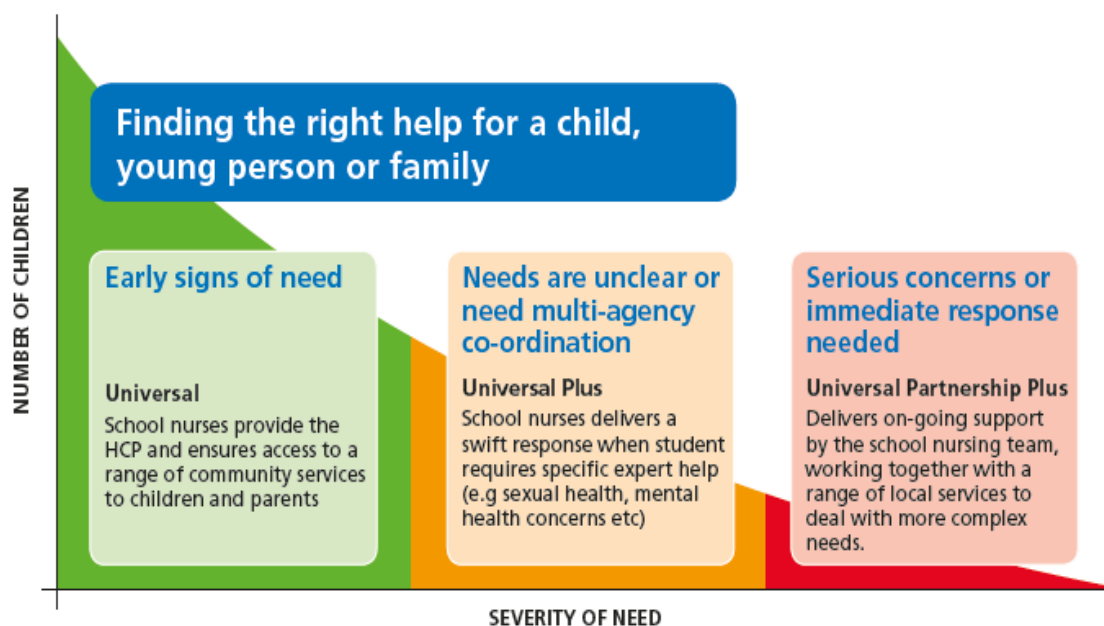 Finding the right help for a child,
young person or family
NUMBER OF CHILDREN
Early signs of need
Universal
School nurses provide the
HCP and ensures access to a
range of community services
to children and parents
Needs are unclear or
need multi-agency
co-ordination
Universal Plus
School nurses delivers a
swift response when student
requires specific expert help
(e.g sexual health, mental
health concerns etc)
Serious concerns or
immediate response
needed
Universal Partnership Plus
Delivers on-going support
by the school nursing team,
working together with a
range of local services to
deal with more complex
needs.
SEVERITY OF NEED